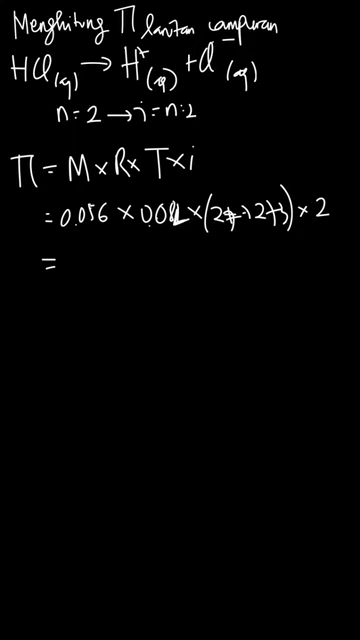 Menghitung Π larutan campuran
HCl(aq) → H⁺(aq) + Cl⁻(aq)
n = 2 → i = n = 2
Π = M × R × T × i
= 0.056 × 0.082 × (27+273) × 2
=